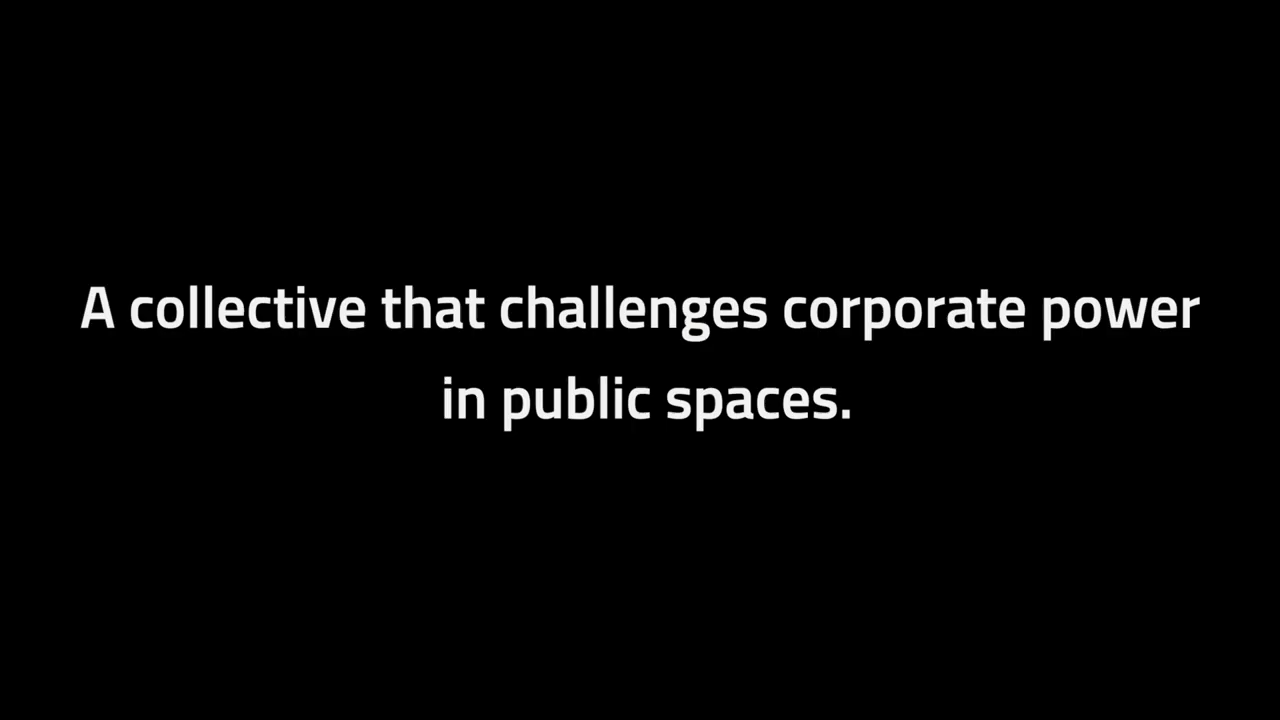 A collective that challenges corporate power
in public spaces.